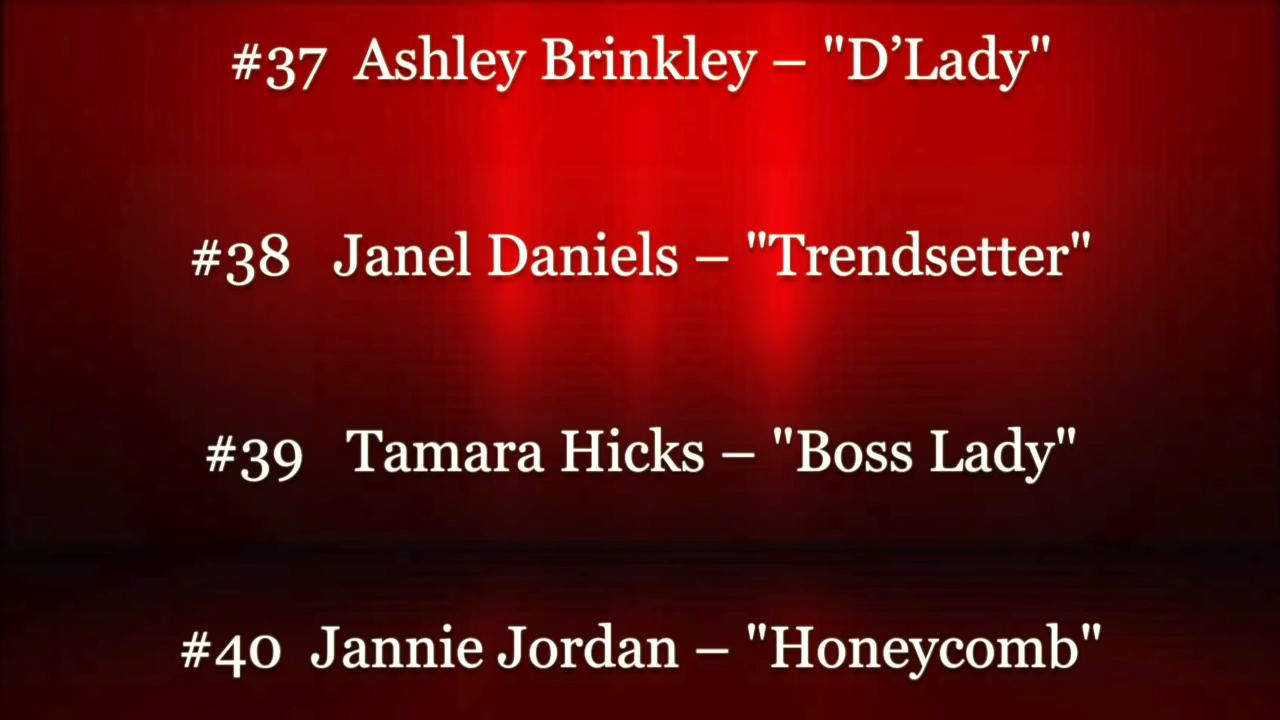 #37 Ashley Brinkley – "D’Lady"
#38 Janel Daniels – "Trendsetter"
#39 Tamara Hicks – "Boss Lady"
#40 Jannie Jordan – "Honeycomb"